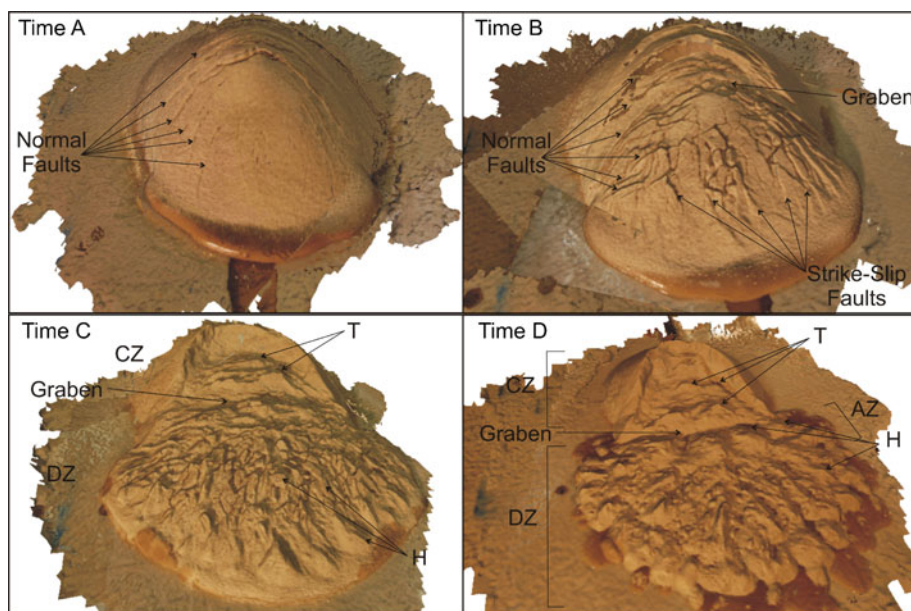 Time A
Normal
Faults
Time B
Graben
Normal
Faults
Strike-Slip
Faults
Time C
CZ
T
Graben
DZ
H
Time D
T
CZ
AZ
Graben
H
DZ